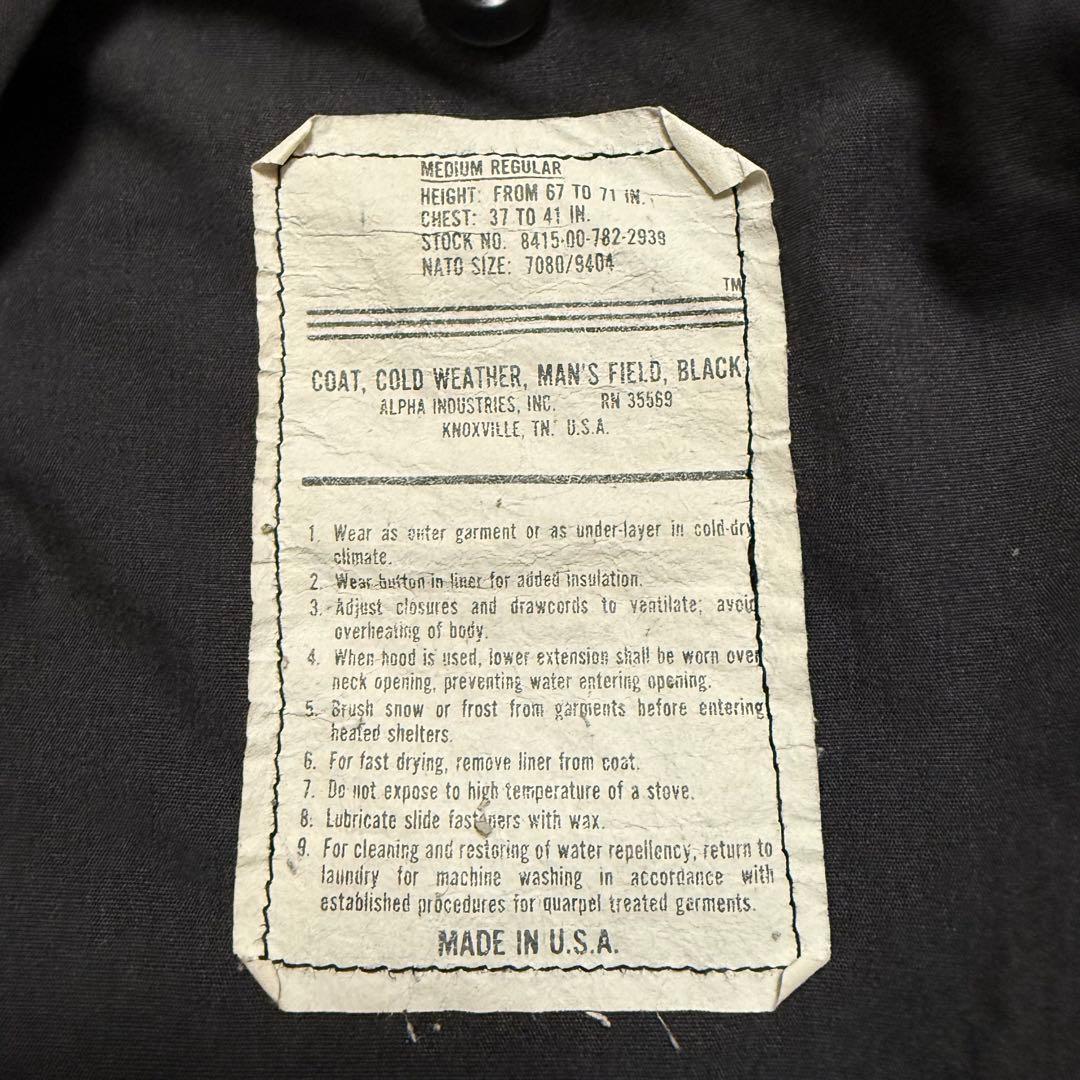 MEDIUM REGULAR
HEIGHT: FROM 67 TO 71 IN.
CHEST: 37 TO 41 IN.
STOCK NO. 8415-00-782-2939
NATO SIZE: 7080/9404
TM
COAT, COLD WEATHER, MAN'S FIELD, BLACK
ALPHA INDUSTRIES, INC. RN 35569
KNOXVILLE, TN. U.S.A.
1. Wear as outer garment or as under-layer in cold-dry
climate.
2. Wear button in liner for added insulation.
3. Adjust closures and drawcords to ventilate; avoid
overheating of body.
4. When hood is used, lower extension shall be worn over
neck opening, preventing water entering opening.
5. Brush snow or frost from garments before entering
heated shelters.
6. For fast drying, remove liner from coat.
7. Do not expose to high temperature of a stove.
8. Lubricate slide fasteners with wax.
9. For cleaning and restoring of water repellency, return to
laundry for machine washing in accordance with
established procedures for quarpel treated garments.
MADE IN U.S.A.